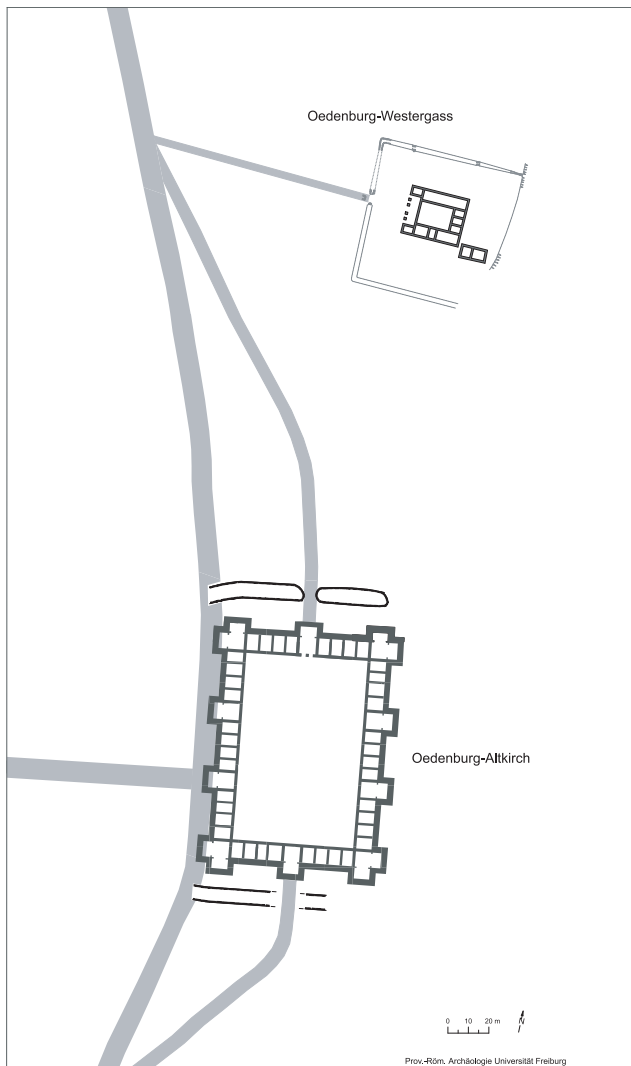 Oedenburg-Westergass
Oedenburg-Altkirch
0 10 20 m
N
Prov.-Röm. Archäologie Universität Freiburg